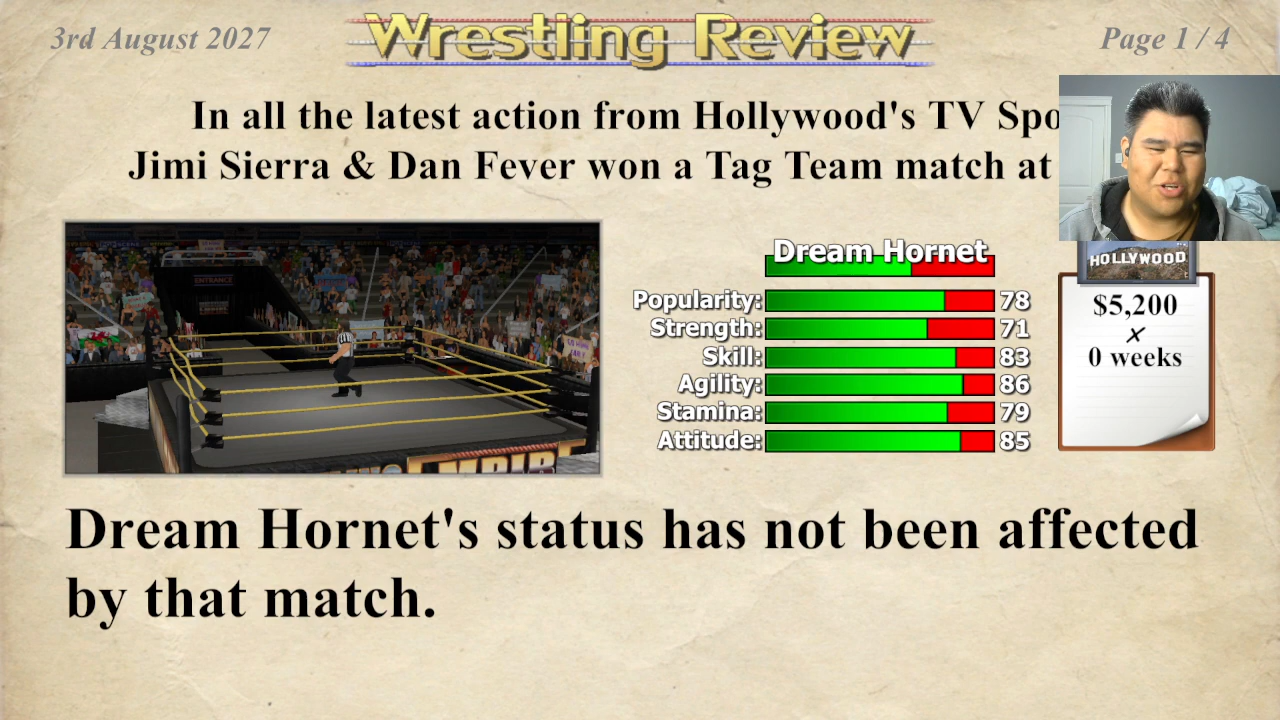 3rd August 2027
Wrestling Review
Page 1 / 4
In all the latest action from Hollywood's TV
Jimi Sierra & Dan Fever won a Tag Team match at
ENTRANCE
EMPIRE
Dream Hornet
HOLLYWOOD
Popularity: 78
Strength: 71
Skill: 83
Agility: 86
Stamina: 79
Attitude: 85
$5,200
x
0 weeks
Dream Hornet's status has not been affected
by that match.